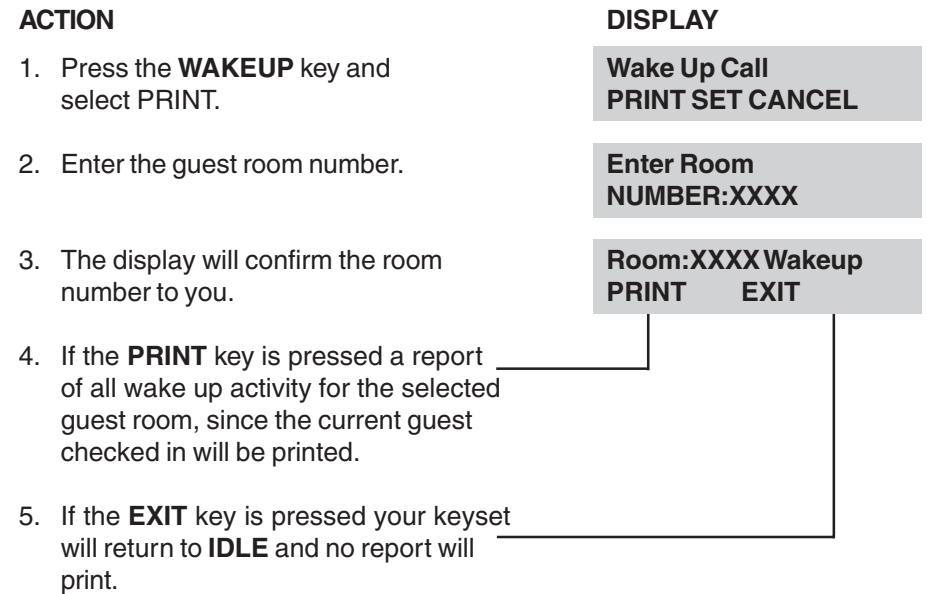 ACTION
DISPLAY
1. Press the WAKEUP key and
select PRINT.
Wake Up Call
PRINT SET CANCEL
2. Enter the guest room number.
Enter Room
NUMBER:XXXX
3. The display will confirm the room
number to you.
Room:XXXX Wakeup
PRINT EXIT
4. If the PRINT key is pressed a report
of all wake up activity for the selected
guest room, since the current guest
checked in will be printed.
5. If the EXIT key is pressed your keyset
will return to IDLE and no report will
print.